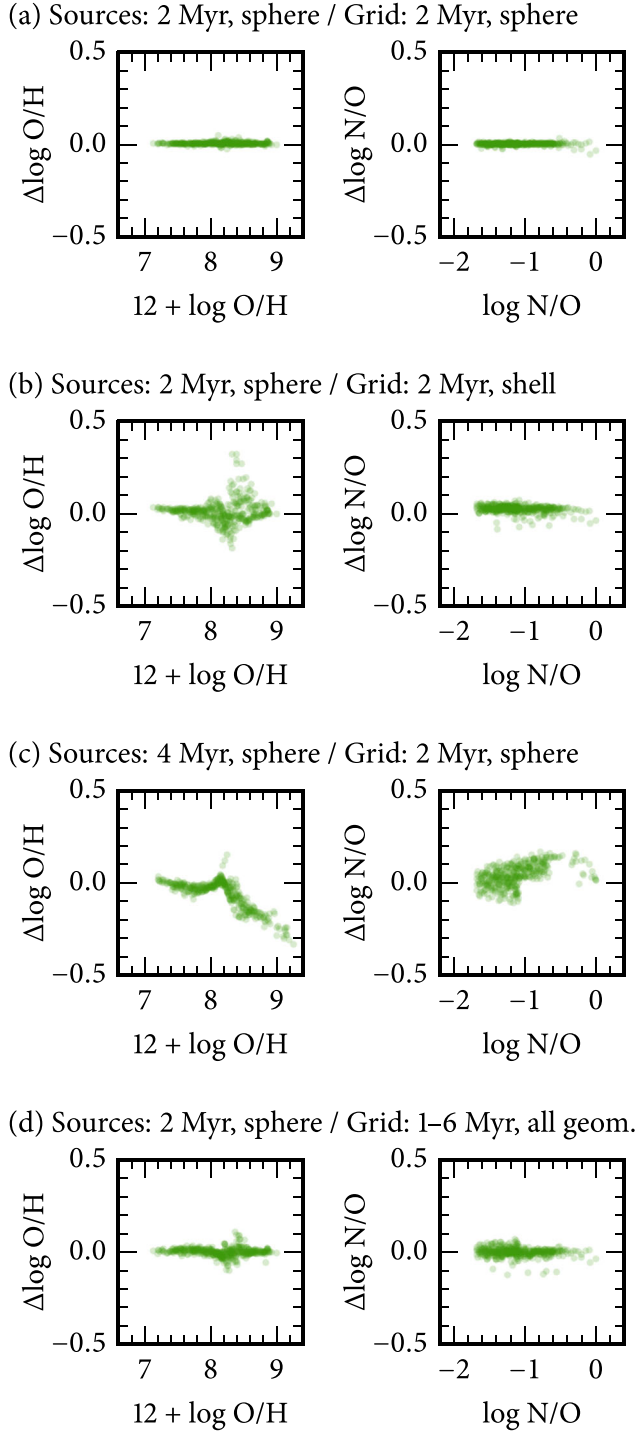 (a) Sources: 2 Myr, sphere / Grid: 2 Myr, sphere
0.5
0.0
−0.5
Δlog O/H
7 8 9
12 + log O/H
0.5
0.0
−0.5
Δlog N/O
−2 −1 0
log N/O
(b) Sources: 2 Myr, sphere / Grid: 2 Myr, shell
0.5
0.0
−0.5
Δlog O/H
7 8 9
12 + log O/H
0.5
0.0
−0.5
Δlog N/O
−2 −1 0
log N/O
(c) Sources: 4 Myr, sphere / Grid: 2 Myr, sphere
0.5
0.0
−0.5
Δlog O/H
7 8 9
12 + log O/H
0.5
0.0
−0.5
Δlog N/O
−2 −1 0
log N/O
(d) Sources: 2 Myr, sphere / Grid: 1–6 Myr, all geom.
0.5
0.0
−0.5
Δlog O/H
7 8 9
12 + log O/H
0.5
0.0
−0.5
Δlog N/O
−2 −1 0
log N/O